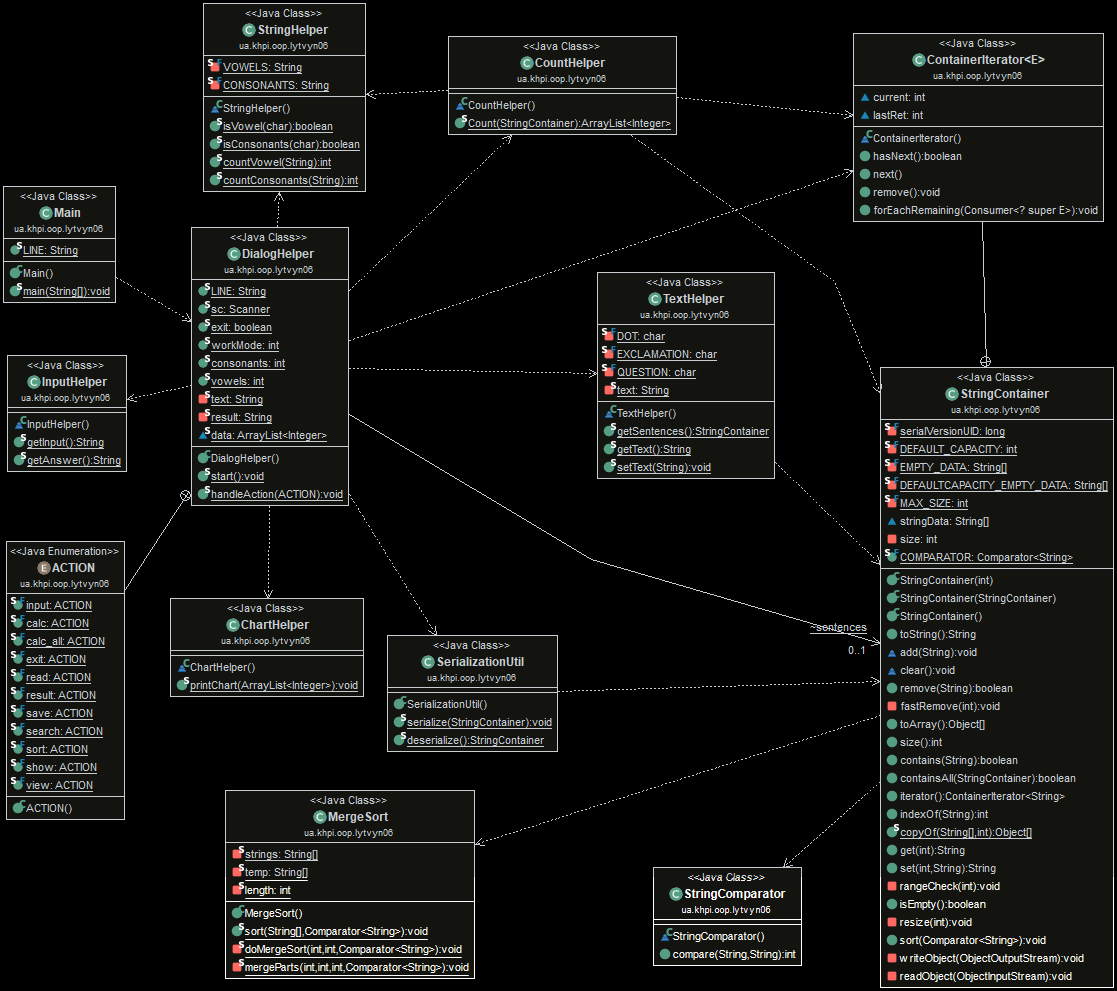 <<Java Class>>
StringHelper
ua.khpi.oop.lytvyn06
VOWELS: String
CONSONANTS: String
StringHelper()
isVowel(char):boolean
isConsonants(char):boolean
countVowel(String):int
countConsonants(String):int
<<Java Class>>
CountHelper
ua.khpi.oop.lytvyn06
CountHelper()
Count(StringContainer):ArrayList<Integer>
<<Java Class>>
ContainerIterator<E>
ua.khpi.oop.lytvyn06
current: int
lastRet: int
ContainerIterator()
hasNext():boolean
next()
remove():void
forEachRemaining(Consumer<? super E>):void
<<Java Class>>
Main
ua.khpi.oop.lytvyn06
LINE: String
Main()
main(String[]):void
<<Java Class>>
DialogHelper
ua.khpi.oop.lytvyn06
LINE: String
sc: Scanner
exit: boolean
workMode: int
consonants: int
vowels: int
text: String
result: String
data: ArrayList<Integer>
DialogHelper()
start():void
handleAction(ACTION):void
<<Java Class>>
TextHelper
ua.khpi.oop.lytvyn06
DOT: char
EXCLAMATION: char
QUESTION: char
text: String
TextHelper()
getSentences():StringContainer
getText():String
setText(String):void
<<Java Class>>
InputHelper
ua.khpi.oop.lytvyn06
InputHelper()
getInput():String
getAnswer():String
<<Java Class>>
StringContainer
ua.khpi.oop.lytvyn06
serialVersionUID: long
DEFAULT_CAPACITY: int
EMPTY_DATA: String[]
DEFAULTCAPACITY_EMPTY_DATA: String[]
MAX_SIZE: int
stringData: String[]
size: int
COMPARATOR: Comparator<String>
StringContainer(int)
StringContainer(StringContainer)
StringContainer()
toString():String
add(String):void
clear():void
remove(String):boolean
fastRemove(int):void
toArray():Object[]
size():int
contains(String):boolean
containsAll(StringContainer):boolean
iterator():ContainerIterator<String>
indexOf(String):int
copyOf(String[],int):Object[]
get(int):String
set(int,String):String
rangeCheck(int):void
isEmpty():boolean
resize(int):void
sort(Comparator<String>):void
writeObject(ObjectOutputStream):void
readObject(ObjectInputStream):void
~sentences
0..1
<<Java Enumeration>>
ACTION
ua.khpi.oop.lytvyn06
input: ACTION
calc: ACTION
calc_all: ACTION
exit: ACTION
read: ACTION
result: ACTION
save: ACTION
search: ACTION
sort: ACTION
show: ACTION
view: ACTION
ACTION()
<<Java Class>>
ChartHelper
ua.khpi.oop.lytvyn06
ChartHelper()
printChart(ArrayList<Integer>):void
<<Java Class>>
SerializationUtil
ua.khpi.oop.lytvyn06
SerializationUtil()
serialize(StringContainer):void
deserialize():StringContainer
<<Java Class>>
MergeSort
ua.khpi.oop.lytvyn06
strings: String[]
temp: String[]
length: int
MergeSort()
sort(String[],Comparator<String>):void
doMergeSort(int,int,Comparator<String>):void
mergeParts(int,int,int,Comparator<String>):void
<<Java Class>>
StringComparator
ua.khpi.oop.lytvyn06
StringComparator()
compare(String,String):int